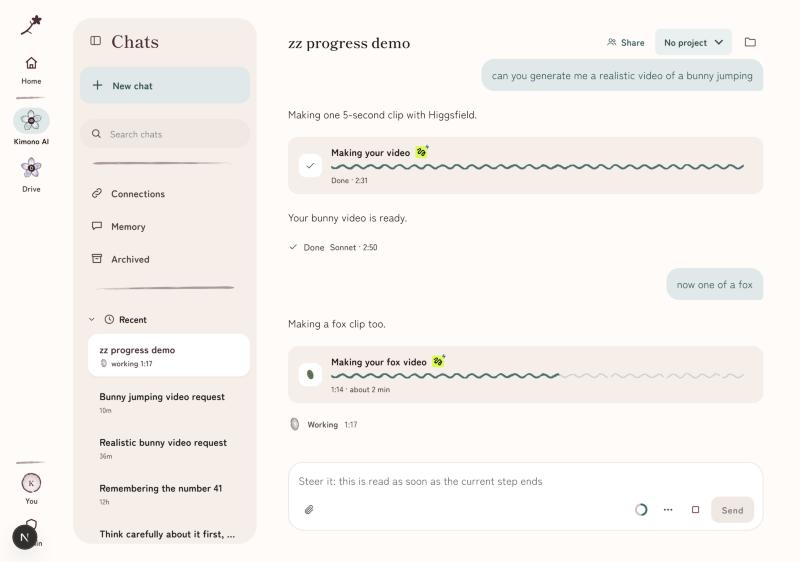 Home
Kimono AI
Drive
K
You
N
Chats
New chat
Search chats
Connections
Memory
Archived
Recent
zz progress demo
working 1:17
Bunny jumping video request
10m
Realistic bunny video request
36m
Remembering the number 41
12h
Think carefully about it first, ...
zz progress demo
Share
No project
can you generate me a realistic video of a bunny jumping
Making one 5-second clip with Higgsfield.
Making your video
Done · 2:31
Your bunny video is ready.
Done Sonnet · 2:50
now one of a fox
Making a fox clip too.
Making your fox video
1:14 · about 2 min
Working 1:17
Steer it: this is read as soon as the current step ends
Send